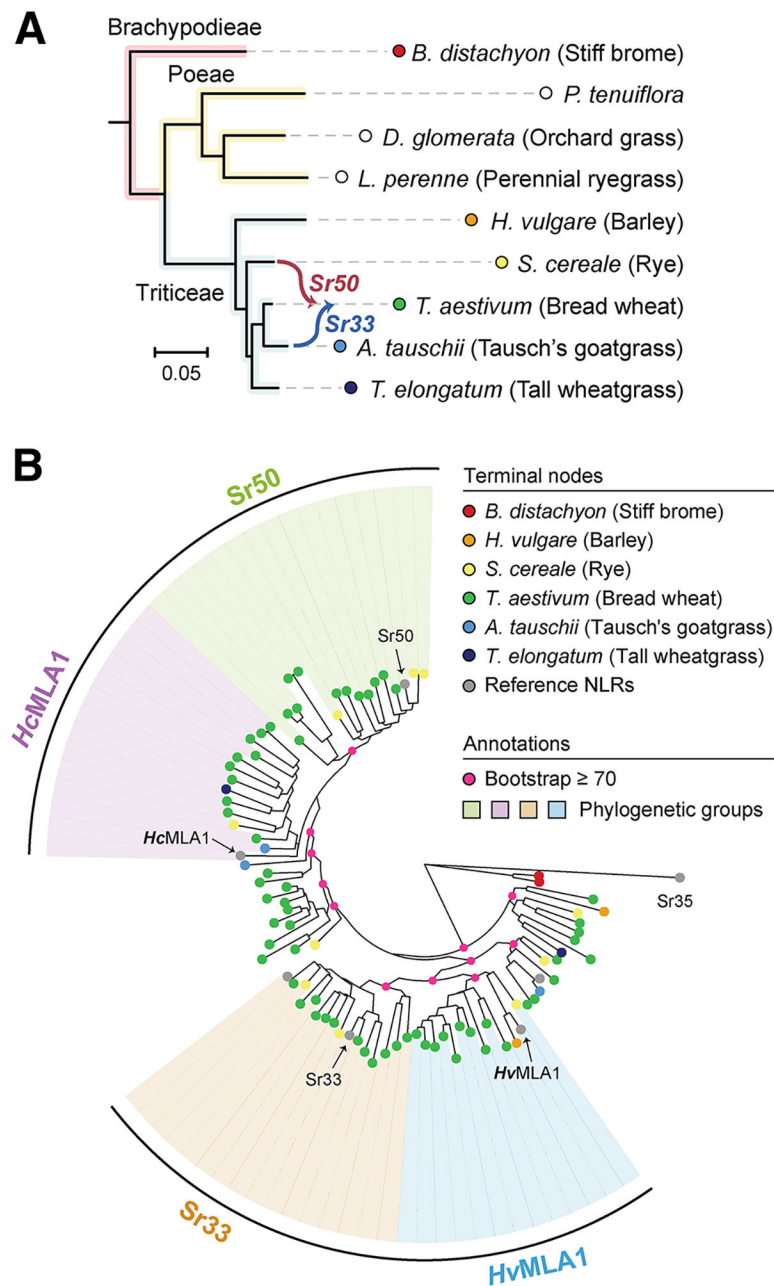 A
Brachypodieae
B. distachyon (Stiff brome)
Poeae
P. tenuiflora
D. glomerata (Orchard grass)
L. perenne (Perennial ryegrass)
H. vulgare (Barley)
S. cereale (Rye)
Triticeae
Sr50
T. aestivum (Bread wheat)
Sr33
A. tauschii (Tausch's goatgrass)
0.05
T. elongatum (Tall wheatgrass)
B
Sr50
Terminal nodes
B. distachyon (Stiff brome)
H. vulgare (Barley)
S. cereale (Rye)
T. aestivum (Bread wheat)
A. tauschii (Tausch's goatgrass)
T. elongatum (Tall wheatgrass)
Reference NLRs
Sr50
HcMLA1
Annotations
Bootstrap ≥ 70
Phylogenetic groups
HcMLA1
Sr35
Sr33
HvMLA1
Sr33
HvMLA1